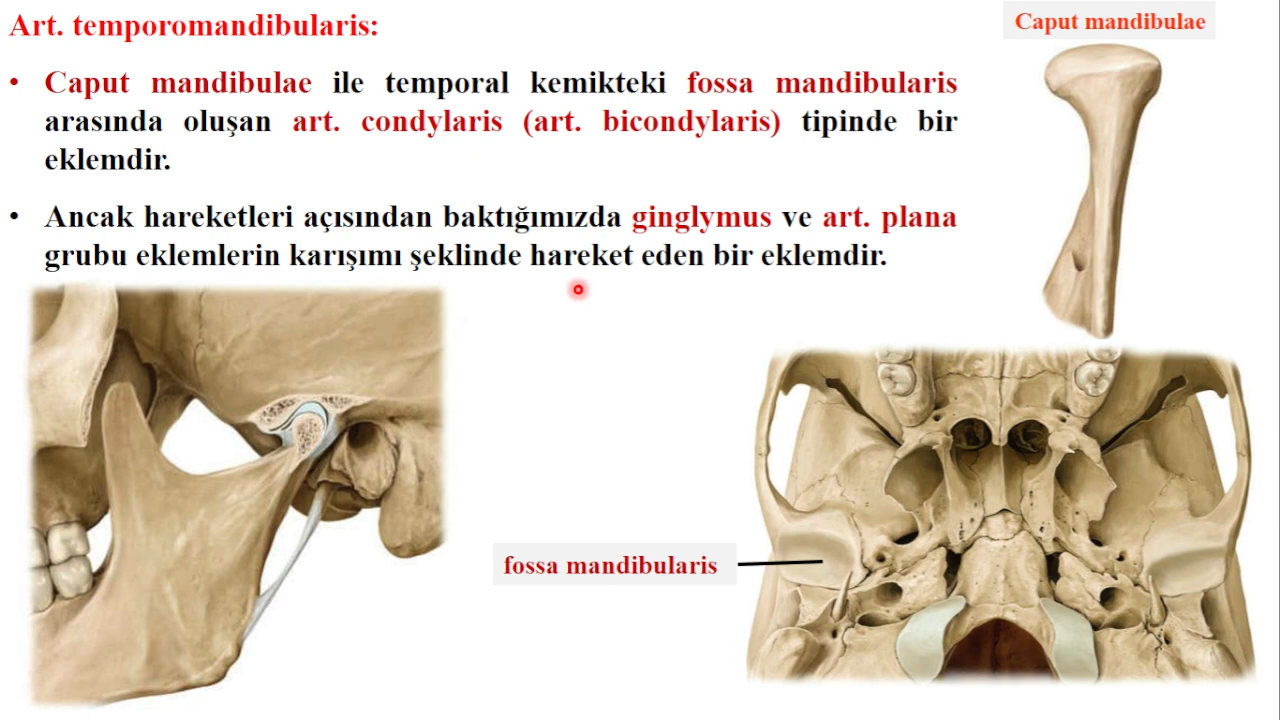 Art. temporomandibularis:
• Caput mandibulae ile temporal kemikteki fossa mandibularis
arasında oluşan art. condylaris (art. bicondylaris) tipinde bir
eklemdir.
• Ancak hareketleri açısından baktığımızda ginglymus ve art. plana
grubu eklemlerin karışımı şeklinde hareket eden bir eklemdir.
Caput mandibulae
fossa mandibularis